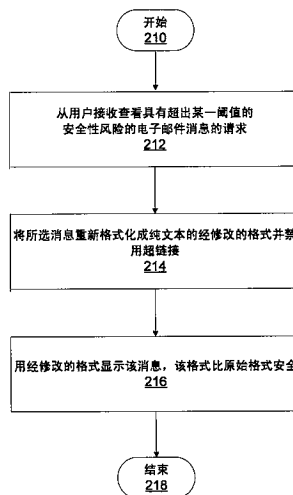 开始
210
从用户接收查看具有超出某一阈值的
安全性风险的电子邮件消息的请求
212
将所选消息重新格式化成纯文本的经修改的格式并禁
用超链接
214
用经修改的格式显示该消息，该格式比原始格式安全
216
结束
218